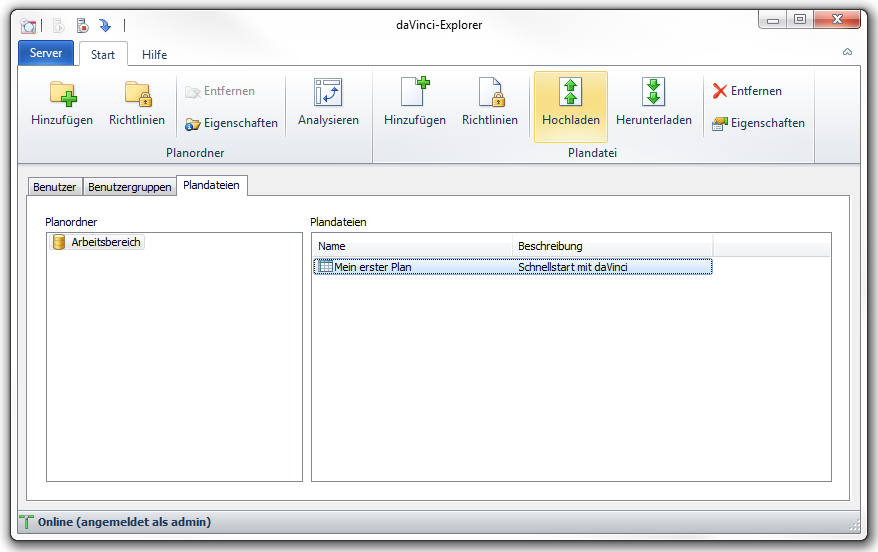 daVinci-Explorer
Server Start Hilfe
Hinzufügen Richtlinien Entfernen Eigenschaften Analysieren
Planordner
Hinzufügen Richtlinien Hochladen Herunterladen Entfernen Eigenschaften
Plandatei
Benutzer Benutzergruppen Plandateien
Planordner
Arbeitsbereich
Plandateien
Name Beschreibung
Mein erster Plan Schnellstart mit daVinci
Online (angemeldet als admin)